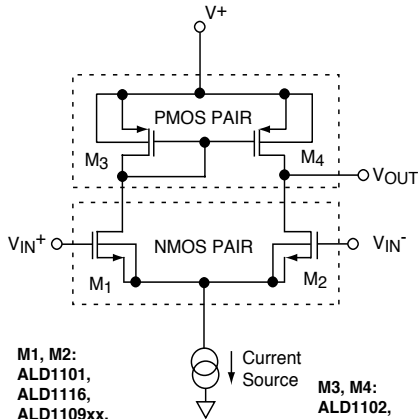 V+
PMOS PAIR
M3
M4
VOUT
VIN+
NMOS PAIR
VIN-
M1
M2
M1, M2:
ALD1101,
ALD1116,
ALD1109xx,
Current
Source
M3, M4:
ALD1102,